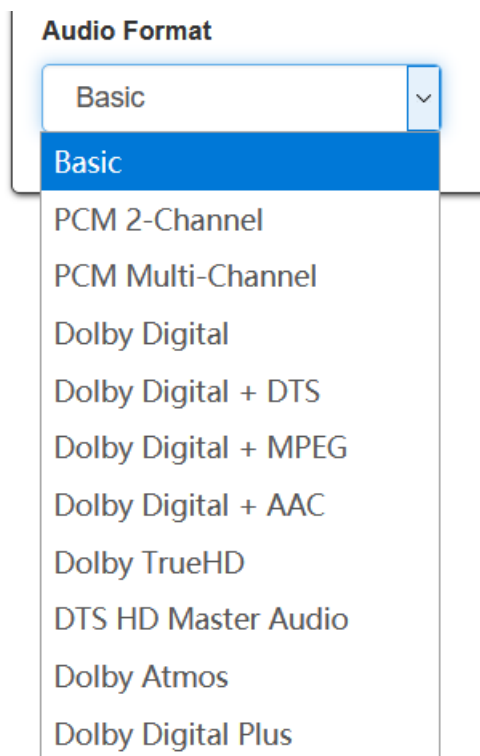 Audio Format
Basic
Basic
PCM 2-Channel
PCM Multi-Channel
Dolby Digital
Dolby Digital + DTS
Dolby Digital + MPEG
Dolby Digital + AAC
Dolby TrueHD
DTS HD Master Audio
Dolby Atmos
Dolby Digital Plus